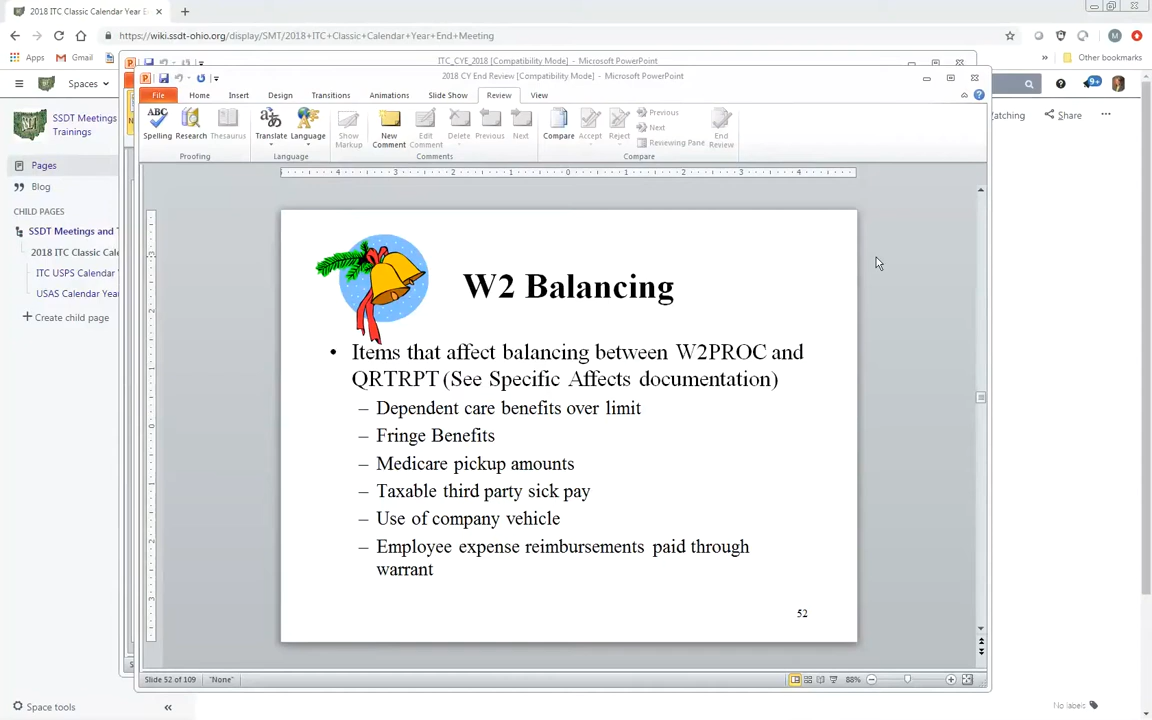 2018 ITC Classic Calendar Year E
https://wiki.ssdt-ohio.org/display/SMT/2018+ITC+Classic+Calendar+Year+End+Meeting
M
Apps
Gmail
Other bookmarks
ITC_CYE_2018 [Compatibility Mode] - Microsoft PowerPoint
2018 CY End Review [Compatibility Mode] - Microsoft PowerPoint
Spaces
9+
File
Home
Insert
Design
Transitions
Animations
Slide Show
Review
View
SSDT Meetings
Trainings
atching
Share
Spelling
Research
Thesaurus
Translate
Language
Show Markup
New Comment
Edit Comment
Delete
Previous
Next
Compare
Accept
Reject
Previous
Next
Reviewing Pane
End Review
Proofing
Language
Comments
Compare
Pages
Blog
CHILD PAGES
SSDT Meetings and T
2018 ITC Classic Cale
ITC USPS Calendar
USAS Calendar Yea
Create child page
W2 Balancing
• Items that affect balancing between W2PROC and
QRTRPT (See Specific Affects documentation)
– Dependent care benefits over limit
– Fringe Benefits
– Medicare pickup amounts
– Taxable third party sick pay
– Use of company vehicle
– Employee expense reimbursements paid through
warrant
52
Slide 52 of 109
"None"
88%
Space tools
No labels